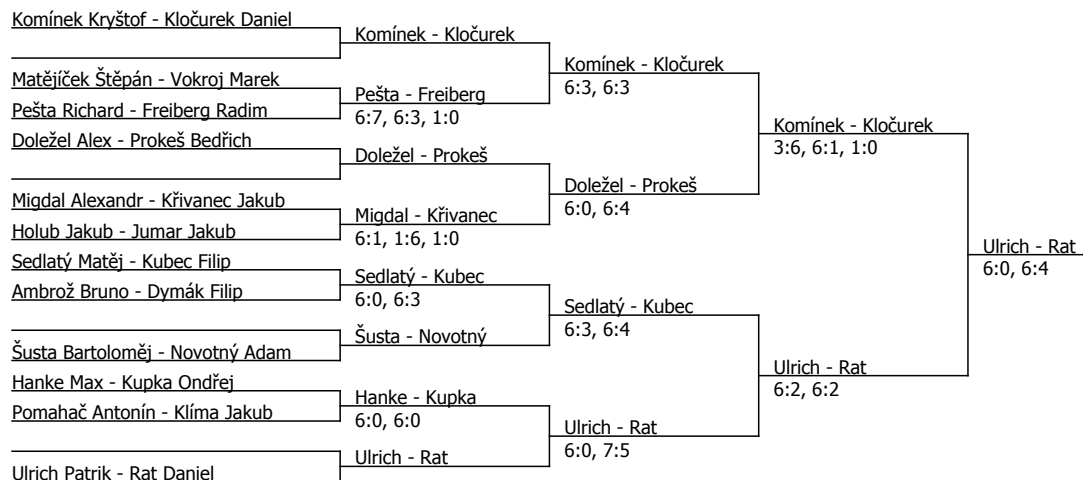 Komínek Kryštof - Kločurek Daniel
Matějíček Štěpán - Vokroj Marek
Pešta Richard - Freiberg Radim
Doležel Alex - Prokeš Bedřich
Migdal Alexandr - Křivanec Jakub
Holub Jakub - Jumar Jakub
Sedlatý Matěj - Kubec Filip
Ambrož Bruno - Dymák Filip
Šusta Bartoloměj - Novotný Adam
Hanke Max - Kupka Ondřej
Pomahač Antonín - Klíma Jakub
Ulrich Patrik - Rat Daniel
Komínek - Kločurek
Pešta - Freiberg
6:7, 6:3, 1:0
Doležel - Prokeš
Migdal - Křivanec
6:1, 1:6, 1:0
Sedlatý - Kubec
6:0, 6:3
Šusta - Novotný
Hanke - Kupka
6:0, 6:0
Ulrich - Rat
Komínek - Kločurek
6:3, 6:3
Doležel - Prokeš
6:0, 6:4
Sedlatý - Kubec
6:3, 6:4
Ulrich - Rat
6:0, 7:5
Komínek - Kločurek
3:6, 6:1, 1:0
Ulrich - Rat
6:2, 6:2
Ulrich - Rat
6:0, 6:4